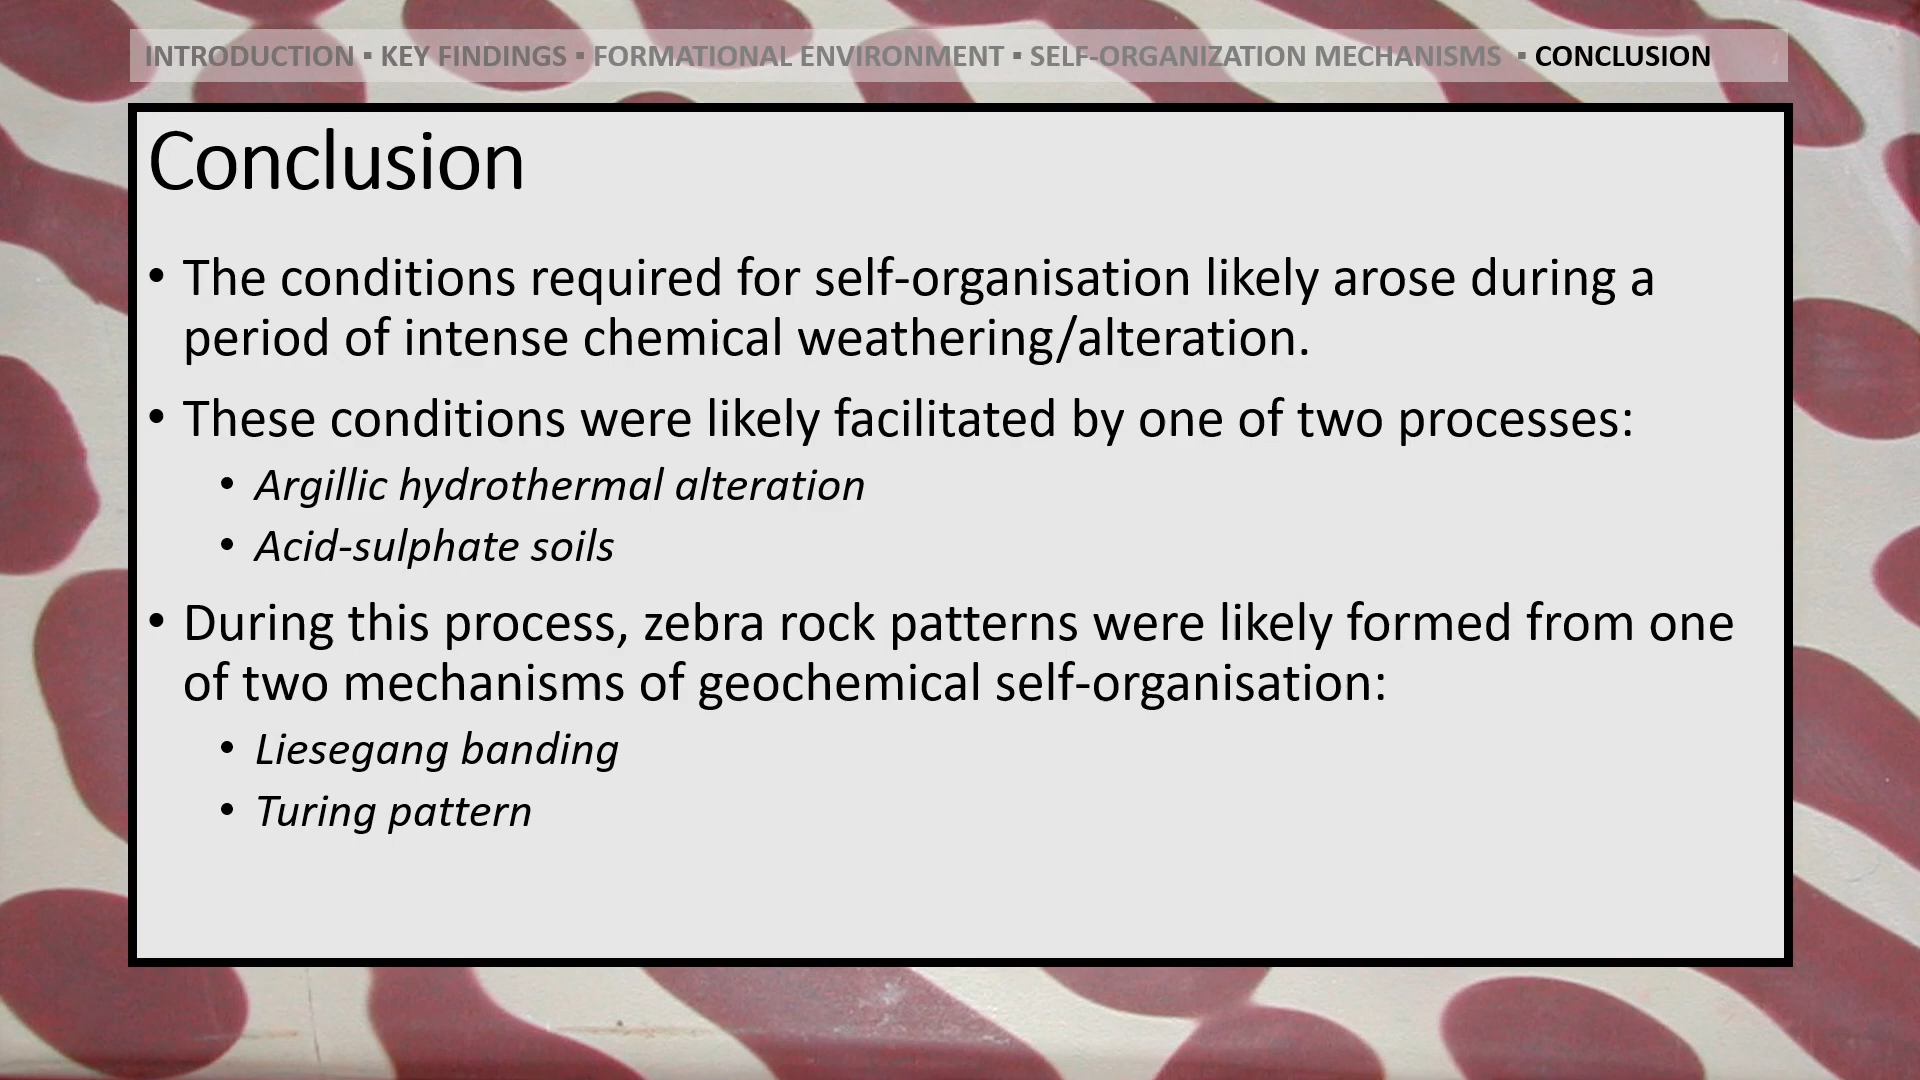 INTRODUCTION ▪ KEY FINDINGS ▪ FORMATIONAL ENVIRONMENT ▪ SELF-ORGANIZATION MECHANISMS ▪ CONCLUSION
Conclusion
• The conditions required for self-organisation likely arose during a
period of intense chemical weathering/alteration.
• These conditions were likely facilitated by one of two processes:
• Argillic hydrothermal alteration
• Acid-sulphate soils
• During this process, zebra rock patterns were likely formed from one
of two mechanisms of geochemical self-organisation:
• Liesegang banding
• Turing pattern